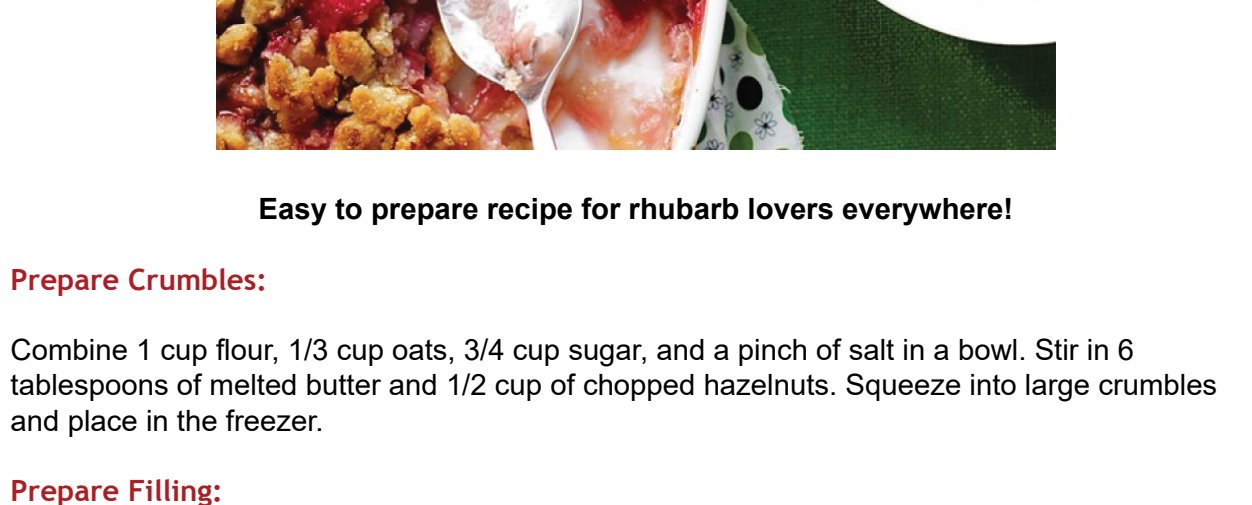 Easy to prepare recipe for rhubarb lovers everywhere!
Prepare Crumbles:
Combine 1 cup flour, 1/3 cup oats, 3/4 cup sugar, and a pinch of salt in a bowl. Stir in 6
tablespoons of melted butter and 1/2 cup of chopped hazelnuts. Squeeze into large crumbles
and place in the freezer.
Prepare Filling: